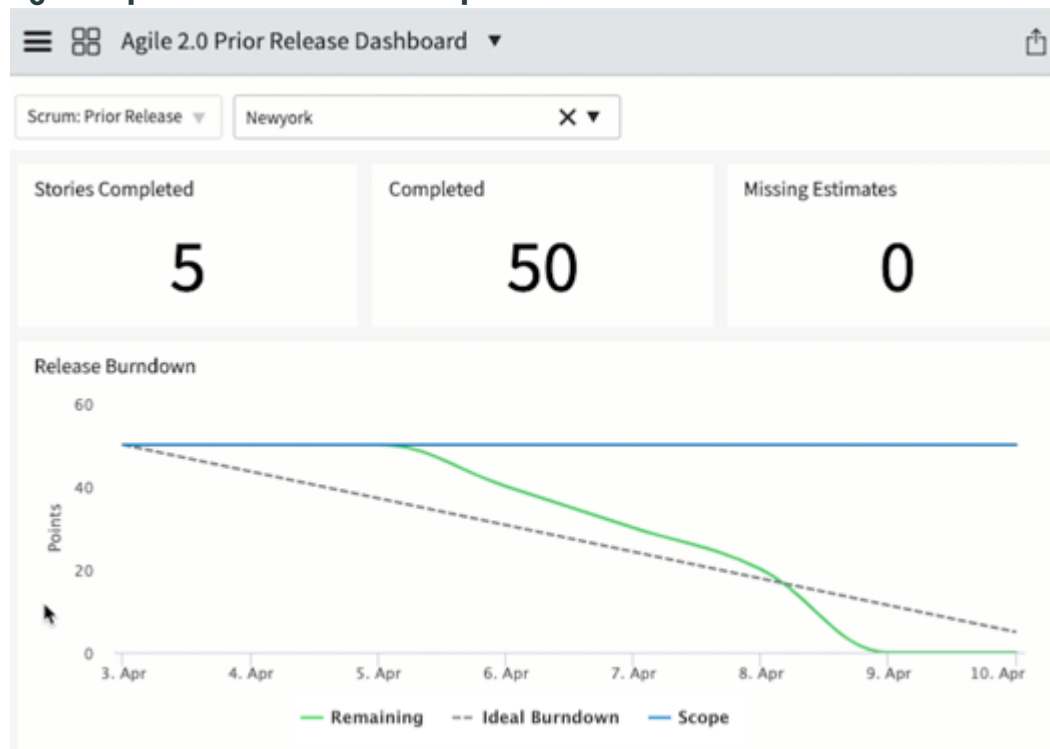 Agile 2.0 Prior Release Dashboard
Scrum: Prior Release
Newyork
Stories Completed
5
Completed
50
Missing Estimates
0
Release Burndown
60
40
20
0
Points
3. Apr 4. Apr 5. Apr 6. Apr 7. Apr 8. Apr 9. Apr 10. Apr
Remaining Ideal Burndown Scope